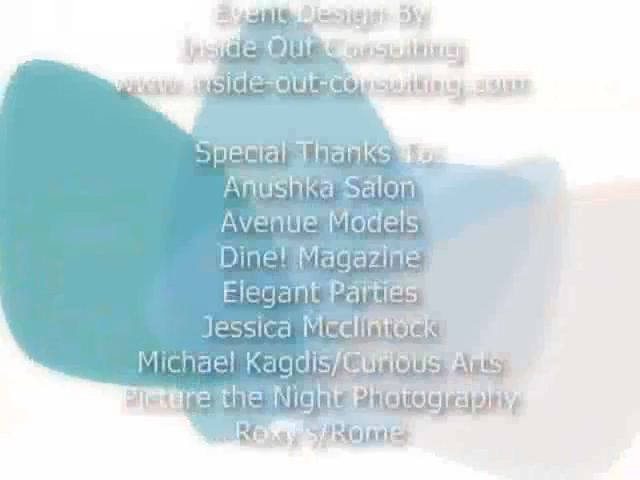 Event Design By
Inside Out Consulting
www.inside-out-consulting.com
Special Thanks To:
Anushka Salon
Avenue Models
Dine! Magazine
Elegant Parties
Jessica Mcclintock
Michael Kagdis/Curious Arts
Picture the Night Photography
Roxy's/Rome